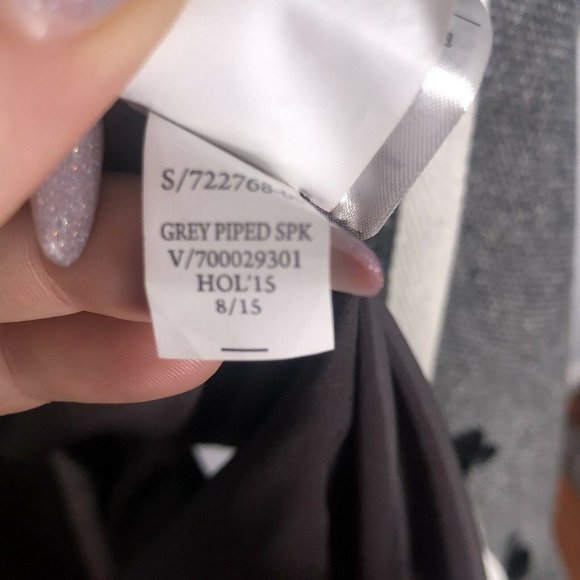 S/722768
GREY PIPED SPK
V/700029301
HOL'15
8/15